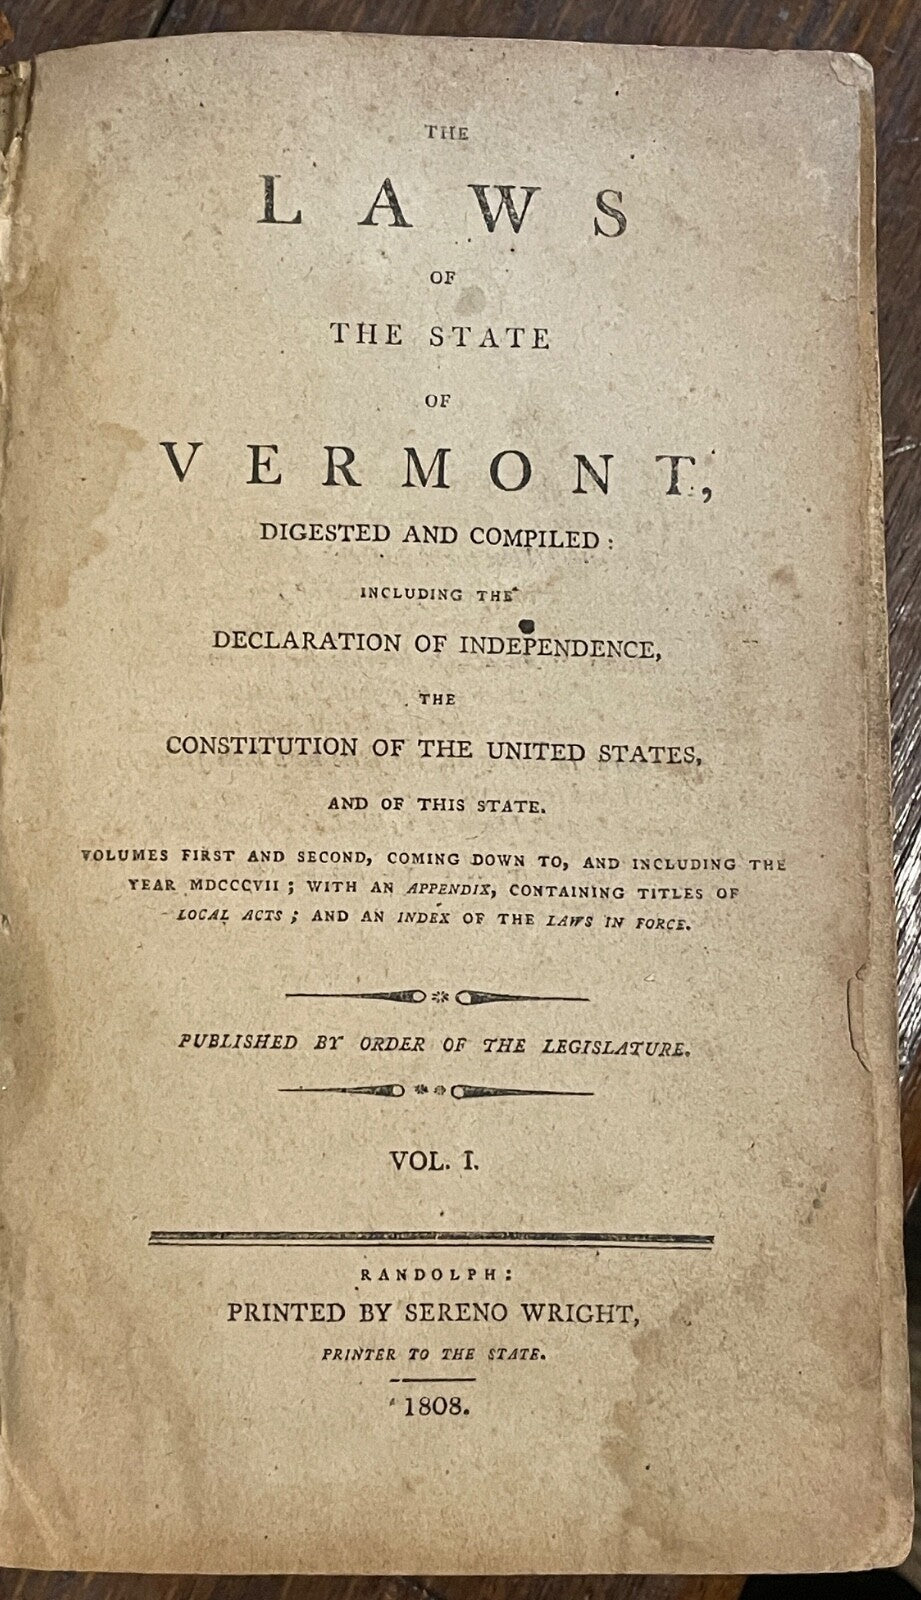 THE
LAWS
OF
THE STATE
OF
VERMONT,
DIGESTED AND COMPILED:
INCLUDING THE
DECLARATION OF INDEPENDENCE,
THE
CONSTITUTION OF THE UNITED STATES,
AND OF THIS STATE.
VOLUMES FIRST AND SECOND, COMING DOWN TO, AND INCLUDING THE
YEAR MDCCCVII; WITH AN APPENDIX, CONTAINING TITLES OF
LOCAL ACTS; AND AN INDEX OF THE LAWS IN FORCE.
PUBLISHED BY ORDER OF THE LEGISLATURE.
VOL. I.
RANDOLPH:
PRINTED BY SERENO WRIGHT,
PRINTER TO THE STATE.
1808.